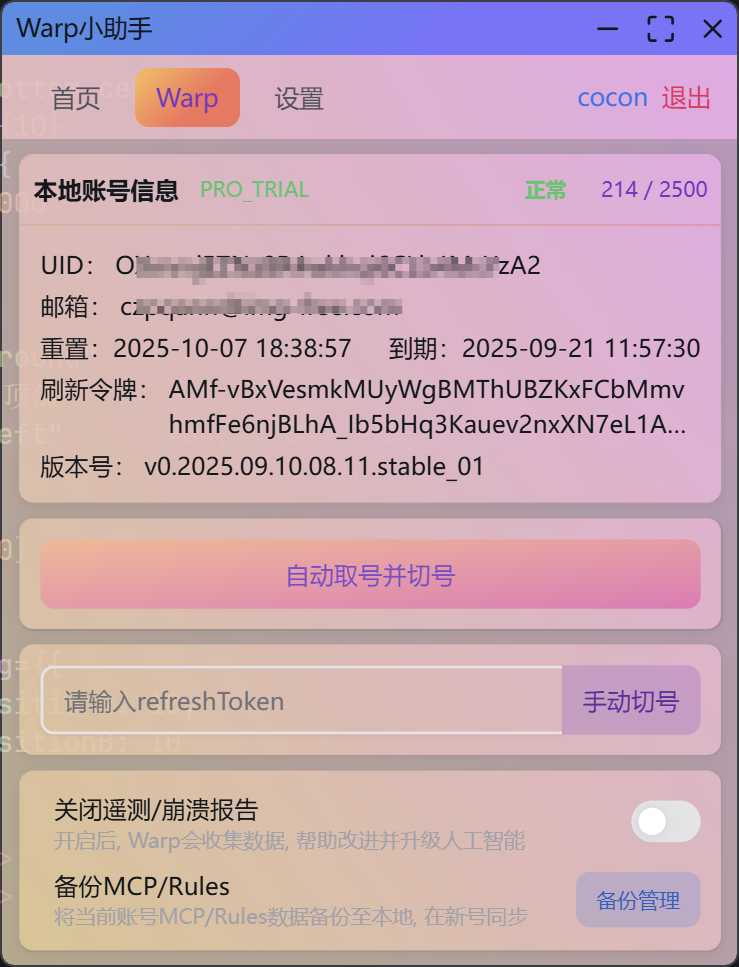 Warp小助手
首页 Warp 设置 cocon 退出
本地账号信息 PRO_TRIAL 正常 214 / 2500
UID: zA2
邮箱:
重置: 2025-10-07 18:38:57 到期: 2025-09-21 11:57:30
刷新令牌: AMf-vBxVesmkMUyWgBMThUBZKxFCbMmv
hmfFe6njBLhA_Ib5bHq3Kauev2nxXN7eL1A...
版本号: v0.2025.09.10.08.11.stable_01
自动取号并切号
请输入refreshToken 手动切号
关闭遥测/崩溃报告
开启后, Warp会收集数据, 帮助改进并升级人工智能
备份MCP/Rules
将当前账号MCP/Rules数据备份至本地, 在新号同步
备份管理